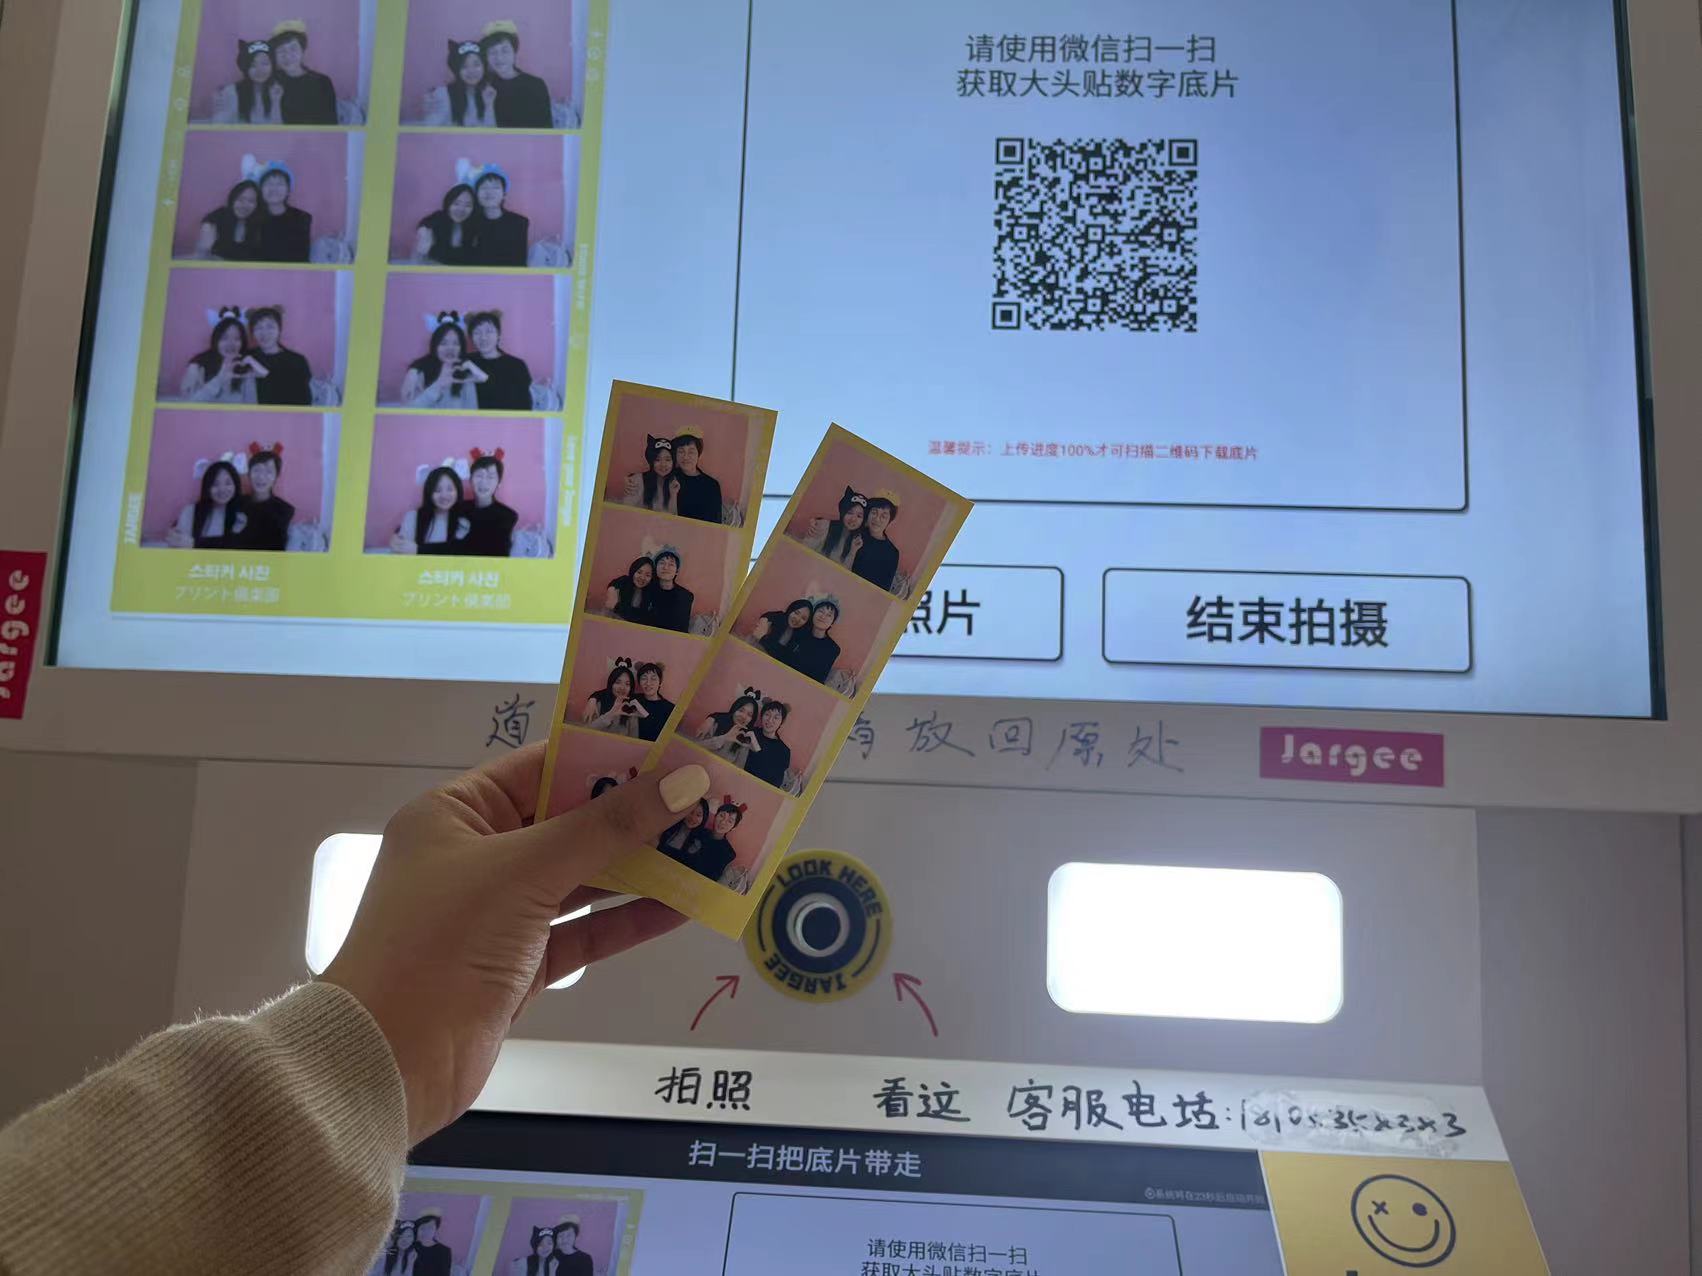 请使用微信扫一扫
获取大头贴数字底片
温馨提示：上传进度100%才可扫描二维码下载底片
스티커 사진
プリント倶楽部
스티커 사진
プリント倶楽部
照片
结束拍摄
Jargee
道
放回原处
Jargee
LOOK HERE
JARGEE
拍照
看这
客服电话:
扫一扫把底片带走
请使用微信扫一扫
获取大头贴数字底片